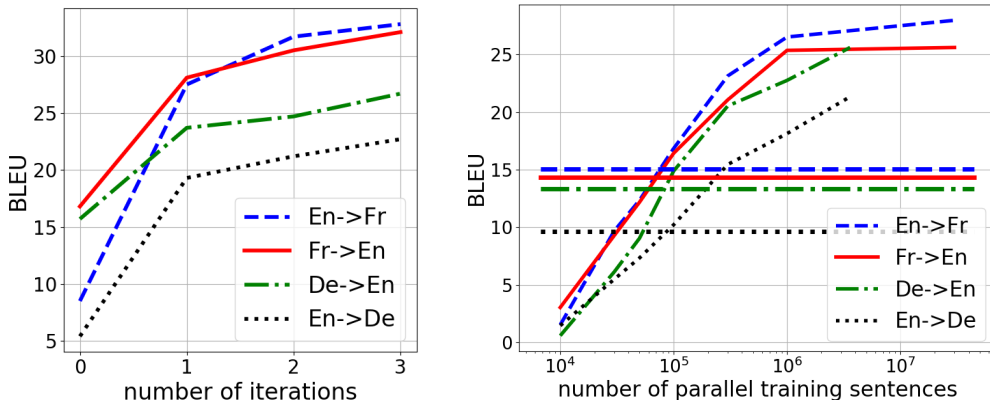 BLEU
30
25
20
15
10
5
0
1
2
3
number of iterations
En->Fr
Fr->En
De->En
En->De
BLEU
25
20
15
10
5
0
10^4
10^5
10^6
10^7
number of parallel training sentences
En->Fr
Fr->En
De->En
En->De